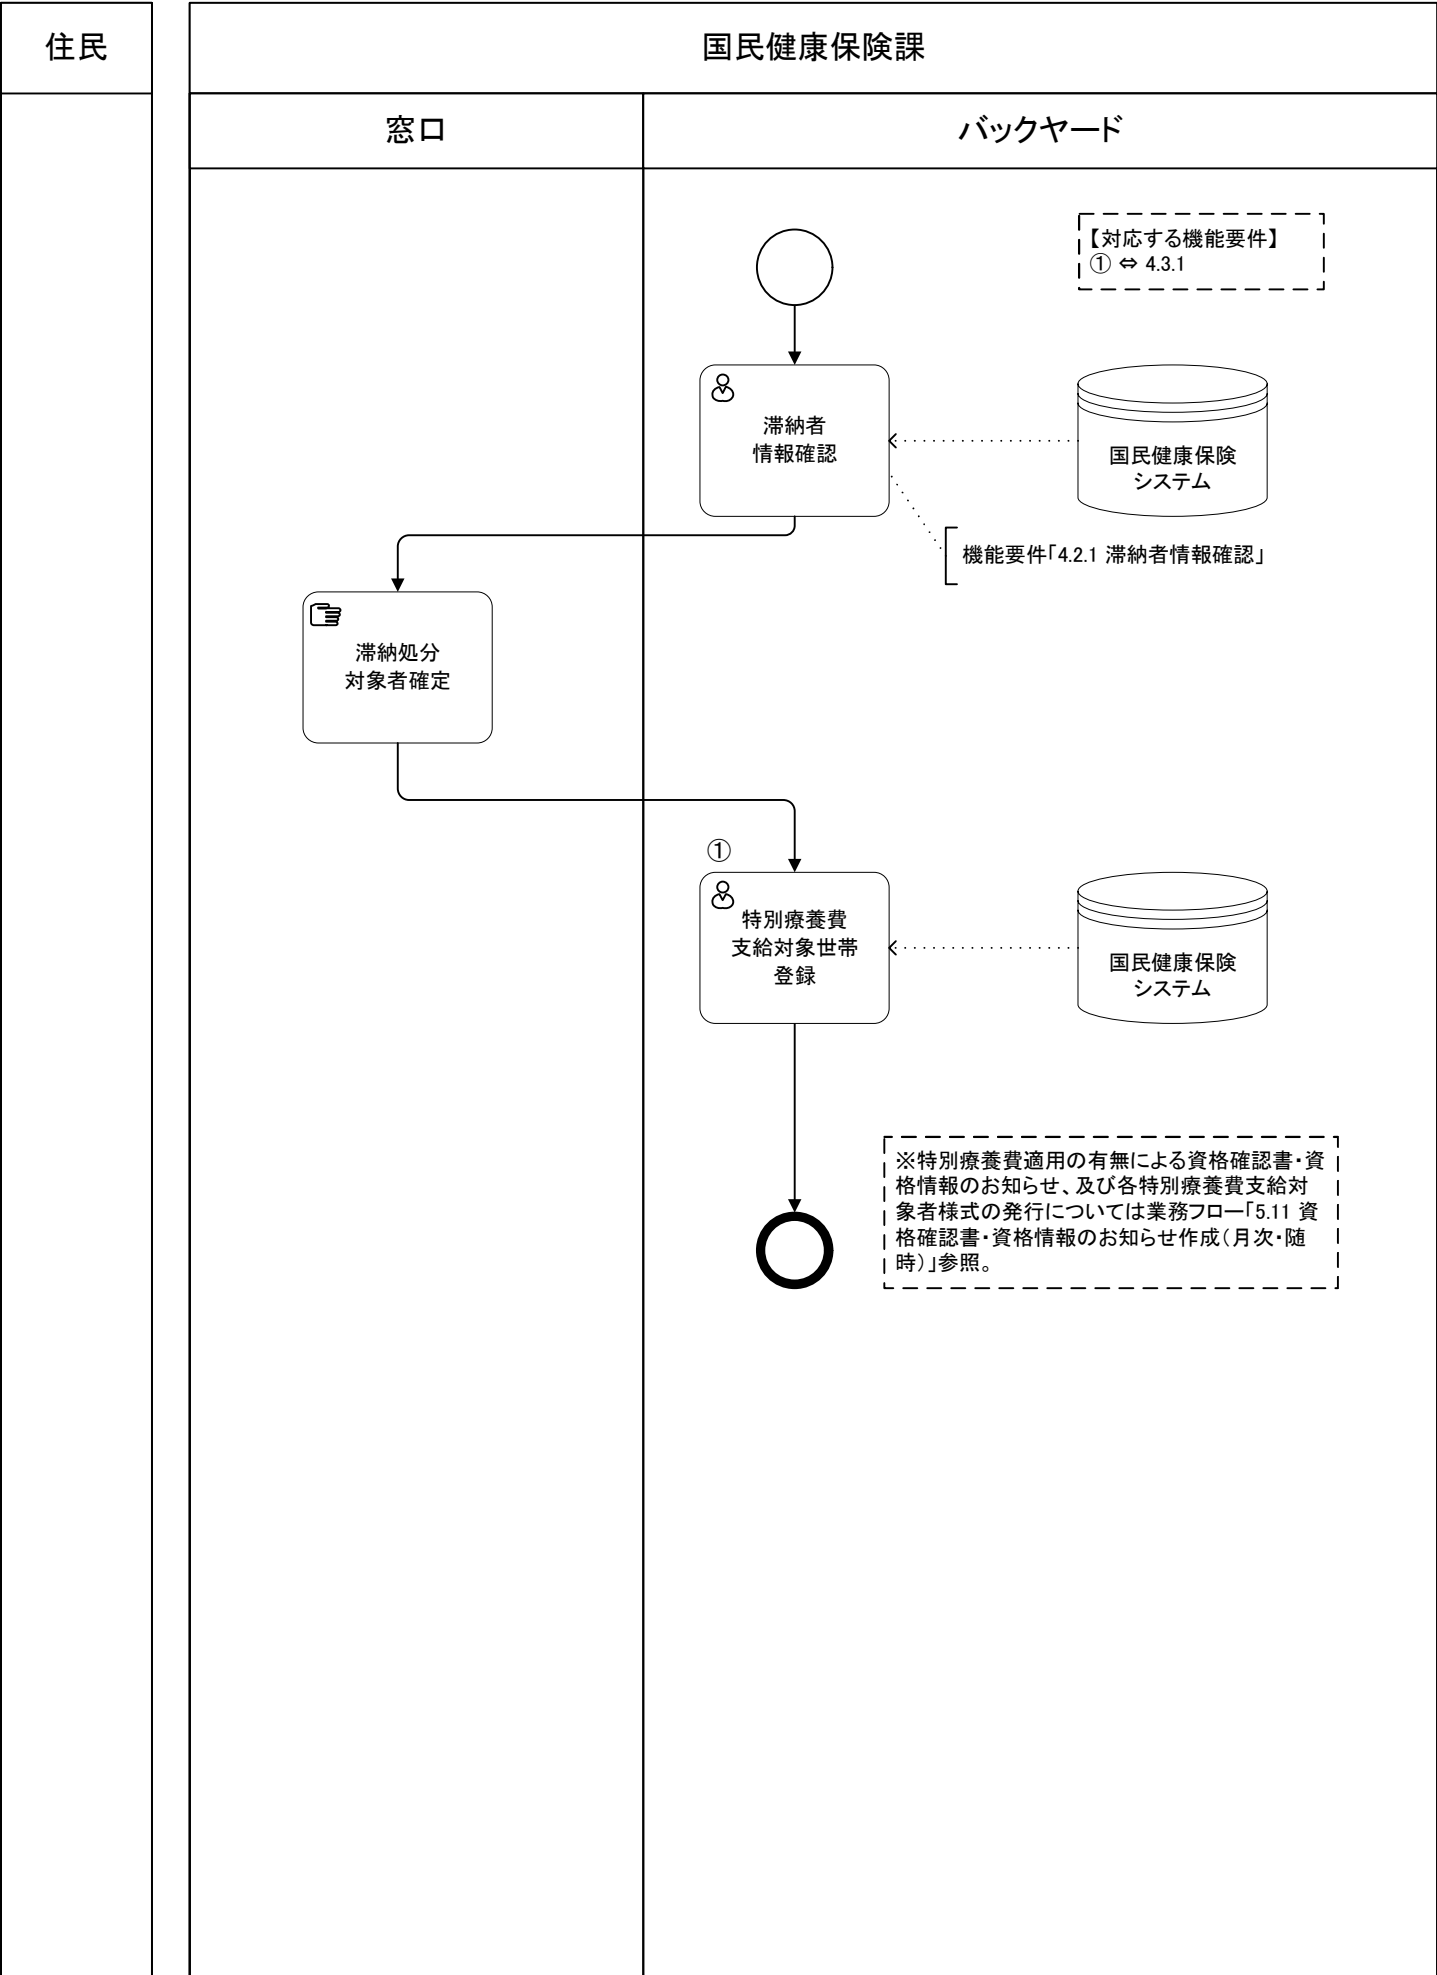 住民
国民健康保険課
窓口
バックヤード
【対応する機能要件】
① ⇔ 4.3.1
滞納者
情報確認
国民健康保険
システム
機能要件｢4.2.1 滞納者情報確認｣
滞納処分
対象者確定
①
特別療養費
支給対象世帯
登録
国民健康保険
システム
※特別療養費適用の有無による資格確認書･資
格情報のお知らせ、及び各特別療養費支給対
象者様式の発行については業務フロー｢5.11 資
格確認書･資格情報のお知らせ作成（月次･随
時）｣参照。